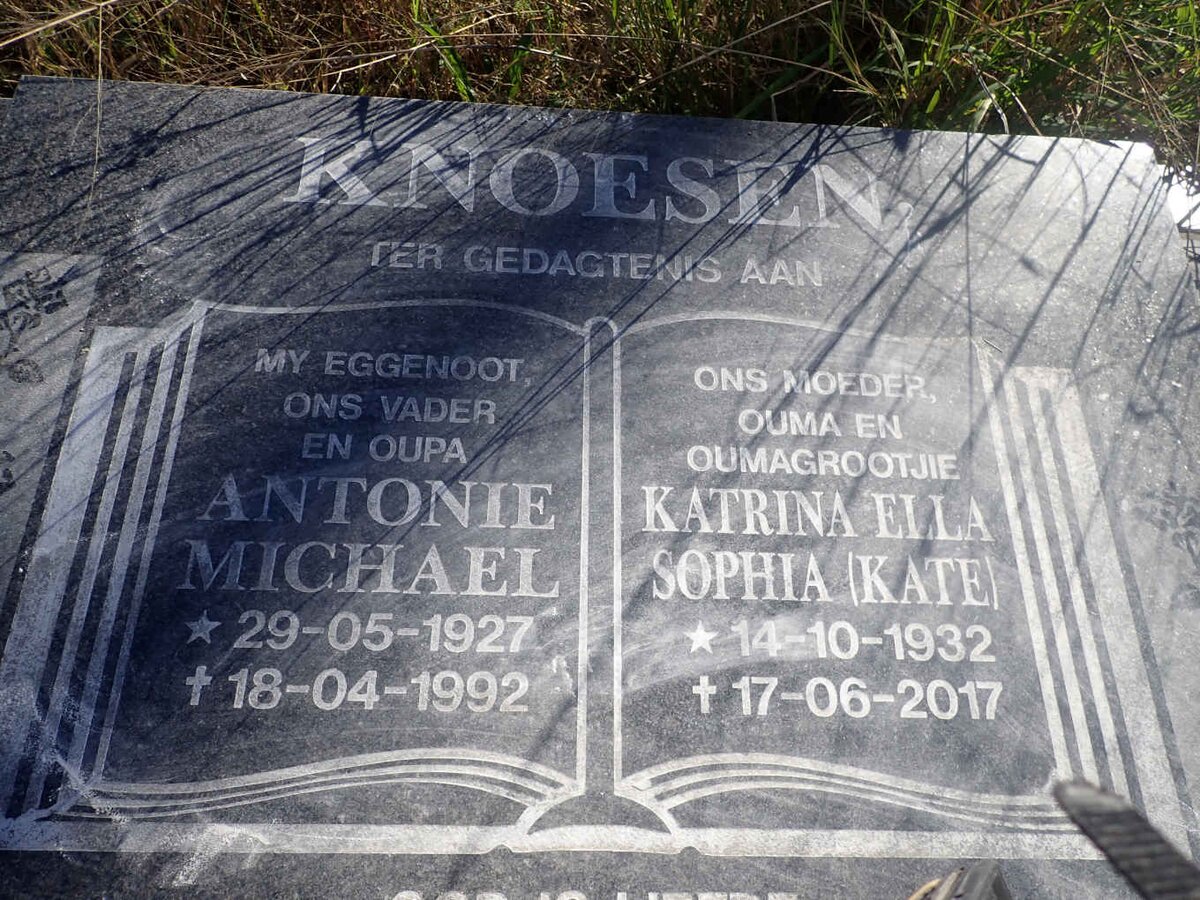 KNOESEN,
TER GEDAGTENIS AAN
MY EGGENOOT,
ONS VADER
EN OUPA
ANTONIE
MICHAEL
★ 29-05-1927
✝ 18-04-1992
ONS MOEDER,
OUMA EN
OUMAGROOTJIE
KATRINA ELLA
SOPHIA (KATE)
★ 14-10-1932
✝ 17-06-2017